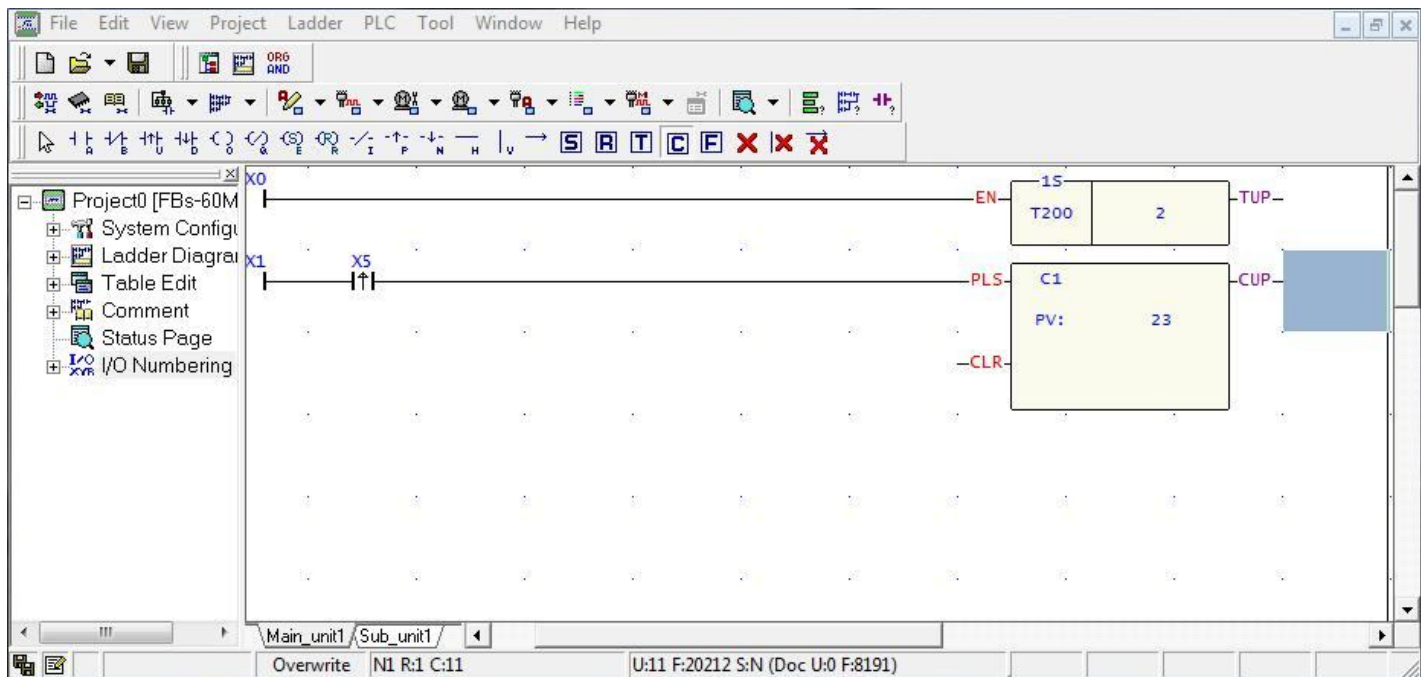 File Edit View Project Ladder PLC Tool Window Help
ORG
AND
A B U D O Q E R I P N H V S R T C F
Project0 [FBs-60M
System Configu
Ladder Diagra
Table Edit
Comment
Status Page
I/O XYR I/O Numbering
X0 EN 1S T200 2 TUP
X1 X5 PLS C1 CUP
PV: 23
CLR
Main_unit1 Sub_unit1
Overwrite N1 R:1 C:11 U:11 F:20212 S:N (Doc U:0 F:8191)